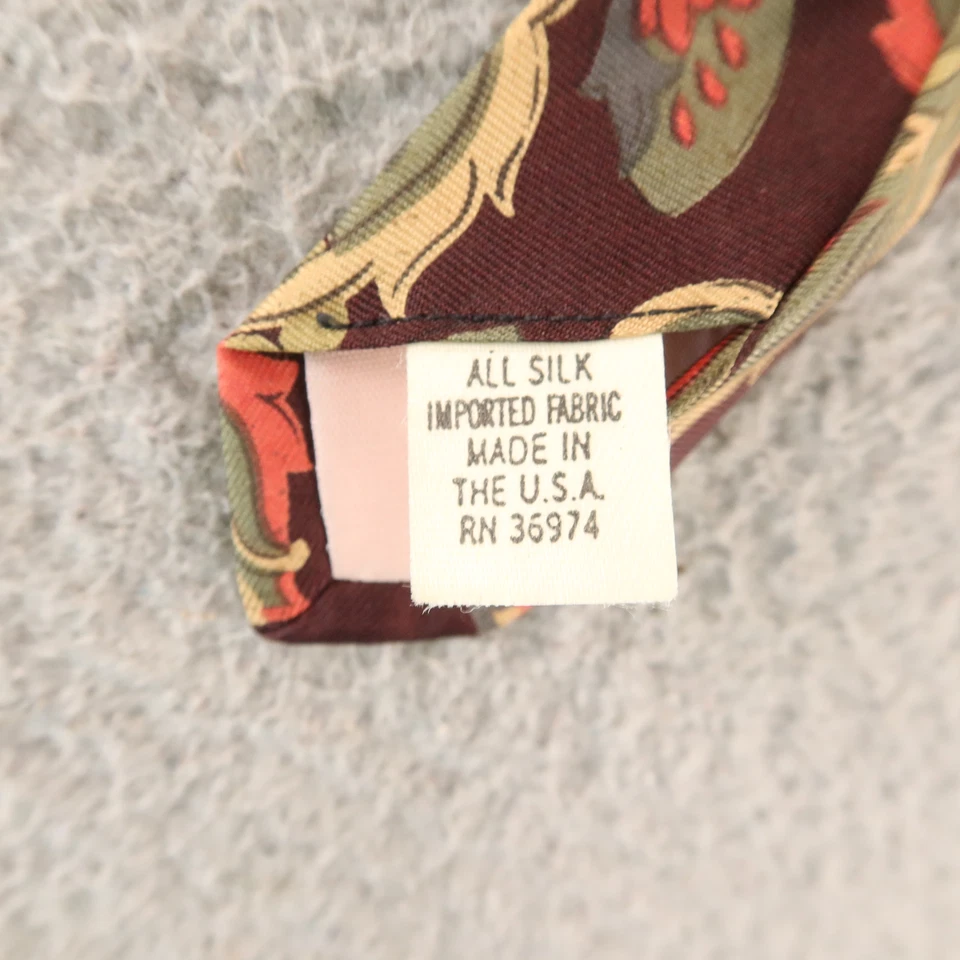 ALL SILK
IMPORTED FABRIC
MADE IN
THE U.S.A.
RN 36974